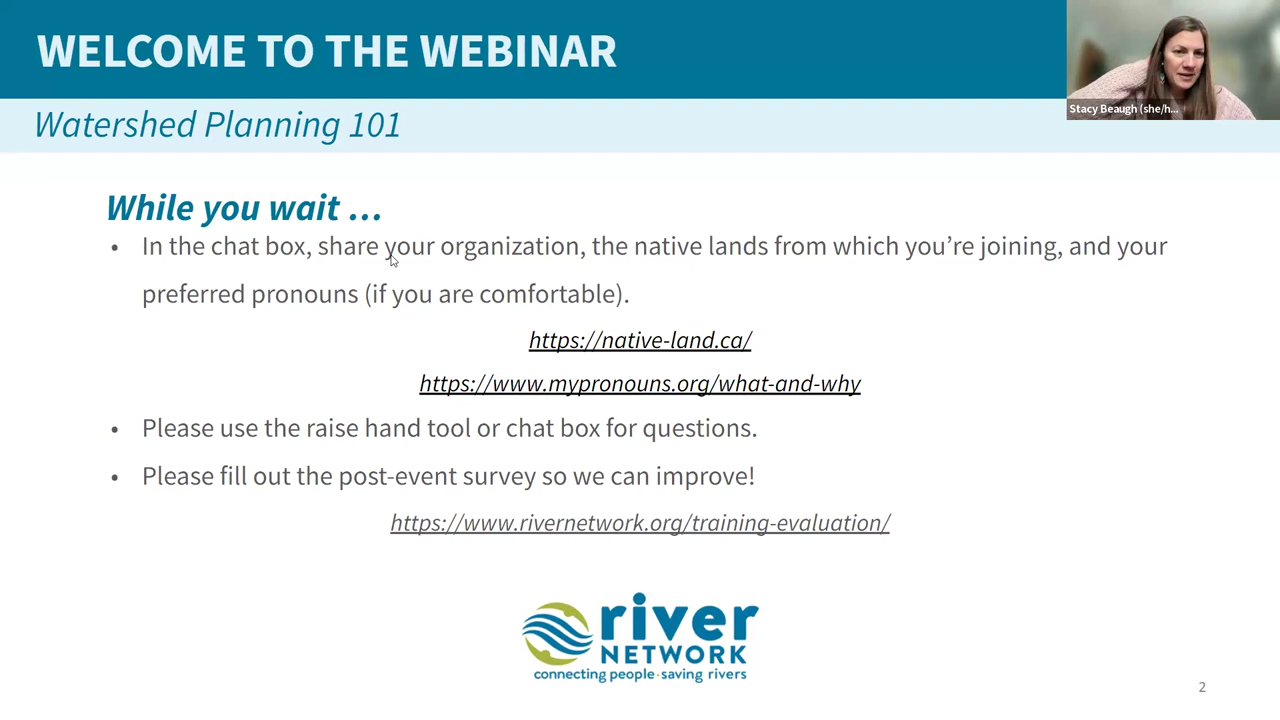 WELCOME TO THE WEBINAR
Stacy Beaugh (she/h...
Watershed Planning 101
While you wait ...
• In the chat box, share your organization, the native lands from which you’re joining, and your
preferred pronouns (if you are comfortable).
https://native-land.ca/
https://www.mypronouns.org/what-and-why
• Please use the raise hand tool or chat box for questions.
• Please fill out the post-event survey so we can improve!
https://www.rivernetwork.org/training-evaluation/
river
NETWORK
connecting people·saving rivers
2